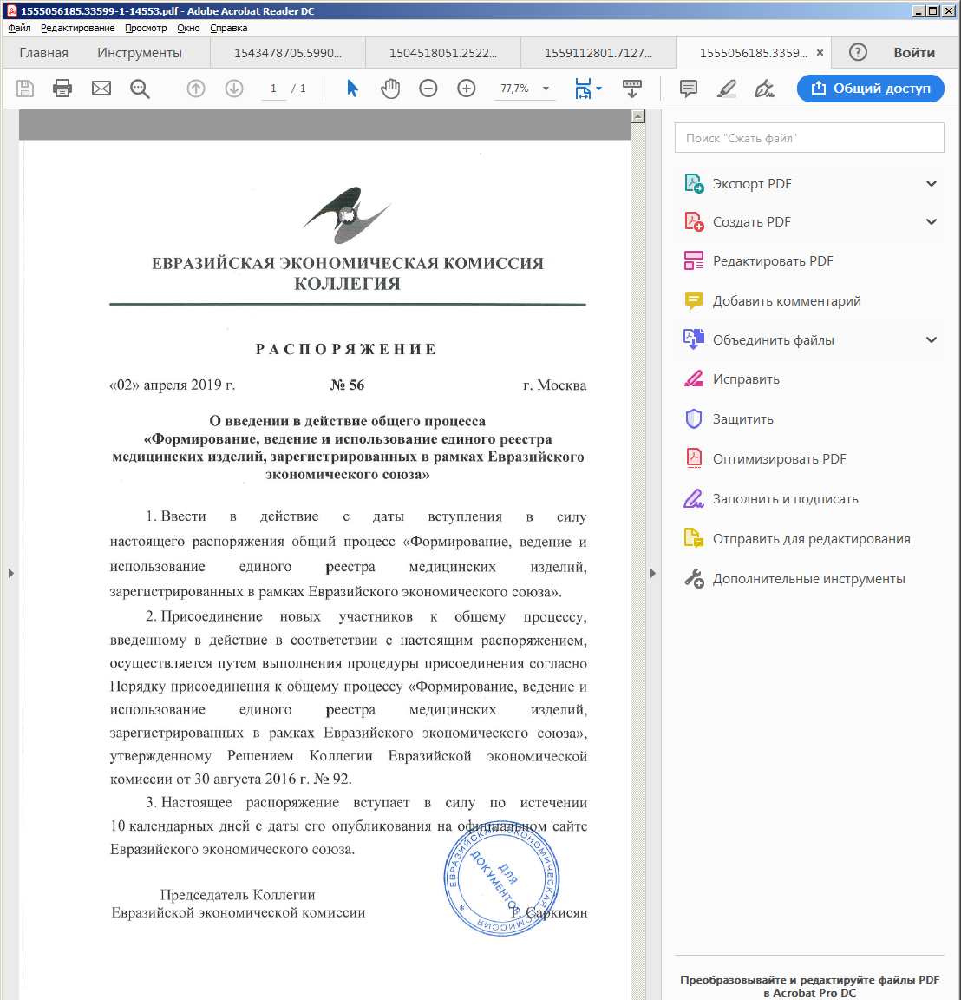 1555056185.33599-1-14553.pdf - Adobe Acrobat Reader DC
Файл Редактирование Просмотр Окно Справка
Главная Инструменты 1543478705.5990... 1504518051.2522... 1559112801.7127... 1555056185.3359... × Войти
1 / 1 77,7% Общий доступ
ЕВРАЗИЙСКАЯ ЭКОНОМИЧЕСКАЯ КОМИССИЯ
КОЛЛЕГИЯ
РАСПОРЯЖЕНИЕ
«02» апреля 2019 г. № 56 г. Москва
О введении в действие общего процесса
«Формирование, ведение и использование единого реестра
медицинских изделий, зарегистрированных в рамках Евразийского
экономического союза»
1. Ввести в действие с даты вступления в силу
настоящего распоряжения общий процесс «Формирование, ведение и
использование единого реестра медицинских изделий,
зарегистрированных в рамках Евразийского экономического союза».
2. Присоединение новых участников к общему процессу,
введенному в действие в соответствии с настоящим распоряжением,
осуществляется путем выполнения процедуры присоединения согласно
Порядку присоединения к общему процессу «Формирование, ведение и
использование единого реестра медицинских изделий,
зарегистрированных в рамках Евразийского экономического союза»,
утвержденному Решением Коллегии Евразийской экономической
комиссии от 30 августа 2016 г. № 92.
3. Настоящее распоряжение вступает в силу по истечении
10 календарных дней с даты его опубликования на официальном сайте
Евразийского экономического союза.
Председатель Коллегии
Евразийской экономической комиссии Т. Саркисян
ЕВРАЗИЙСКАЯ ЭКОНОМИЧЕСКАЯ КОМИССИЯ
ДЛЯ
ДОКУМЕНТОВ
Поиск "Сжать файл"
Экспорт PDF
Создать PDF
Редактировать PDF
Добавить комментарий
Объединить файлы
Исправить
Защитить
Оптимизировать PDF
Заполнить и подписать
Отправить для редактирования
Дополнительные инструменты
Преобразовывайте и редактируйте файлы PDF
в Acrobat Pro DC